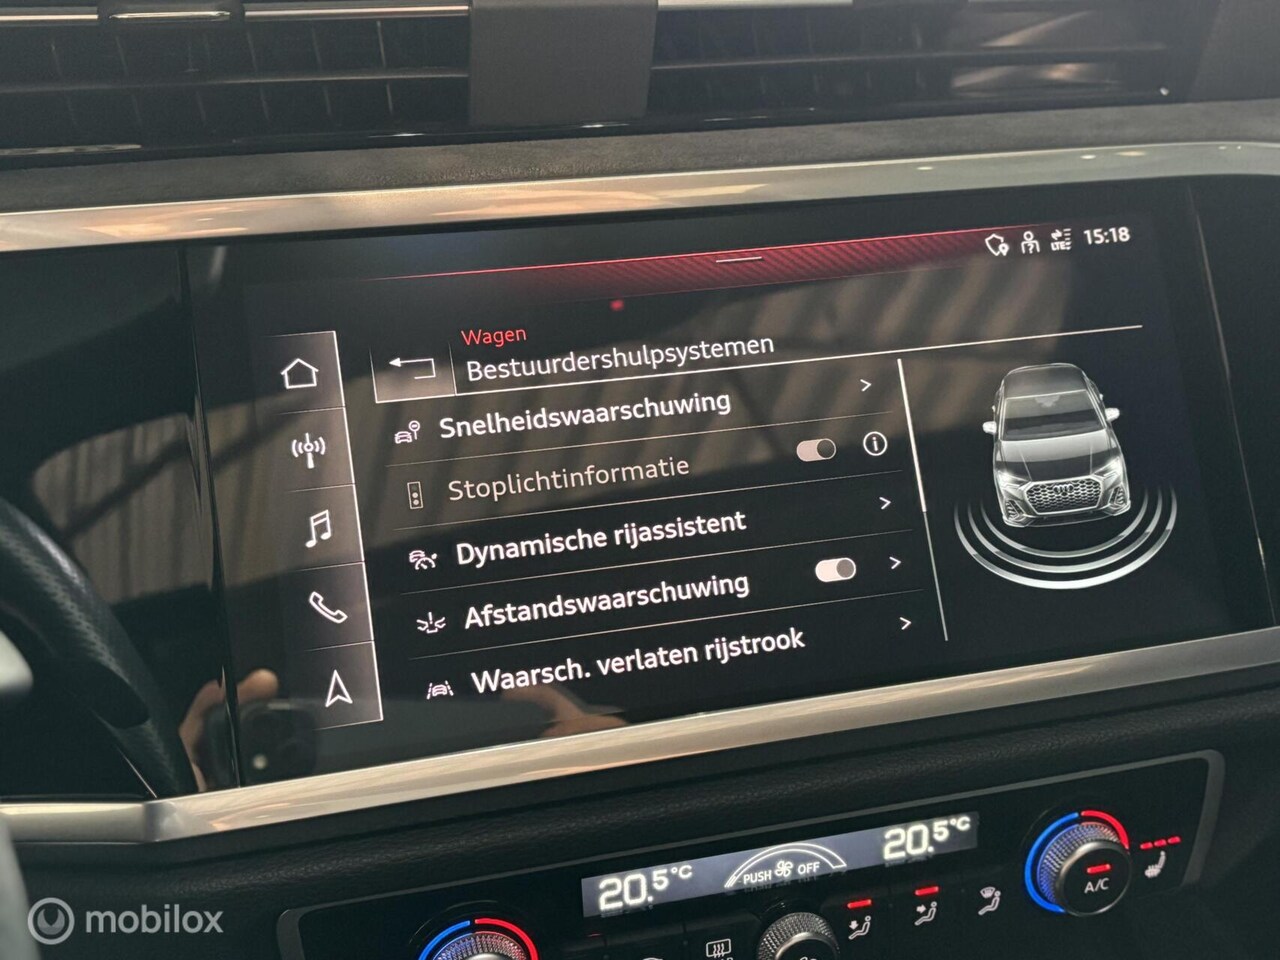 LTE
15:18
Wagen
Bestuurdershulpsystemen
Snelheidswaarschuwing
Stoplichtinformatie
Dynamische rijassistent
Afstandswaarschuwing
Waarsch. verlaten rijstrook
20.5°C
PUSH OFF
20.5°C
A/C
mobilox